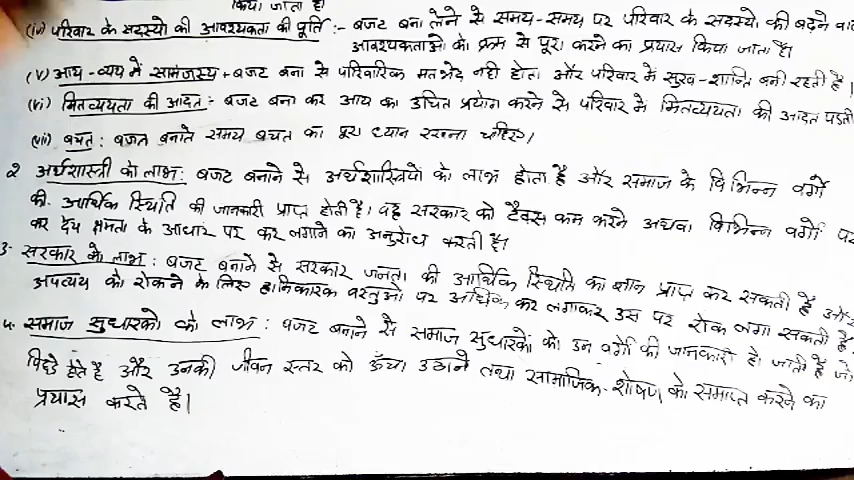 किया जाता है।
(iv) परिवार के सदस्यो की आवश्यकता की पूर्ति :- बजट बना लेने से समय-समय पर परिवार के सदस्यो की बढ़ने
आवश्यकताओ को क्रम से पूरा करने का प्रयास किया जाता है।
(v) आय-व्यय में सामंजस्य - बजट बना से परिवारिक मतभेद नही होता और परिवार में सुख-शान्ति बनी रहती है।
(vi) मितव्ययता की आदत:- बजट बना कर आय का उचित प्रयोग करने से परिवार मे मितव्ययता की आदत पड़ती
(vii) बचत: बजत बनाते समय बचत का पूरा ध्यान रखना चाहिए।
2 अर्थशास्त्री को लाभ: बजट बनाने से अर्थशास्त्रियों को लाभ होता है और समाज के विभिन्न वर्गो
की आर्थिक स्थिति की जानकारी प्राप्त होती है। वह सरकार को टैक्स कम करने अथवा विभिन्न वर्गो पर
कर देय क्षमता के आधार पर कर लगाने का अनुरोध करती है।
3. सरकार को लाभ: बजट बनाने से सरकार जनता की आर्थिक स्थिति का ज्ञान प्राप्त कर सकती है और
अपव्यय को रोकने के लिए हानिकारक वस्तुओ पर अधिक कर लगाकर उस पर रोक लगा सकती है
4. समाज सुधारको को लाभ: बजट बनाने से समाज सुधारको को उन वर्गो की जानकारी हो जाती है जो
पिछडे होते है और उनकी जीवन स्तर को ऊँचा उठाने तथा सामाजिक-शोषण को समाप्त करने का
प्रयास करते है।